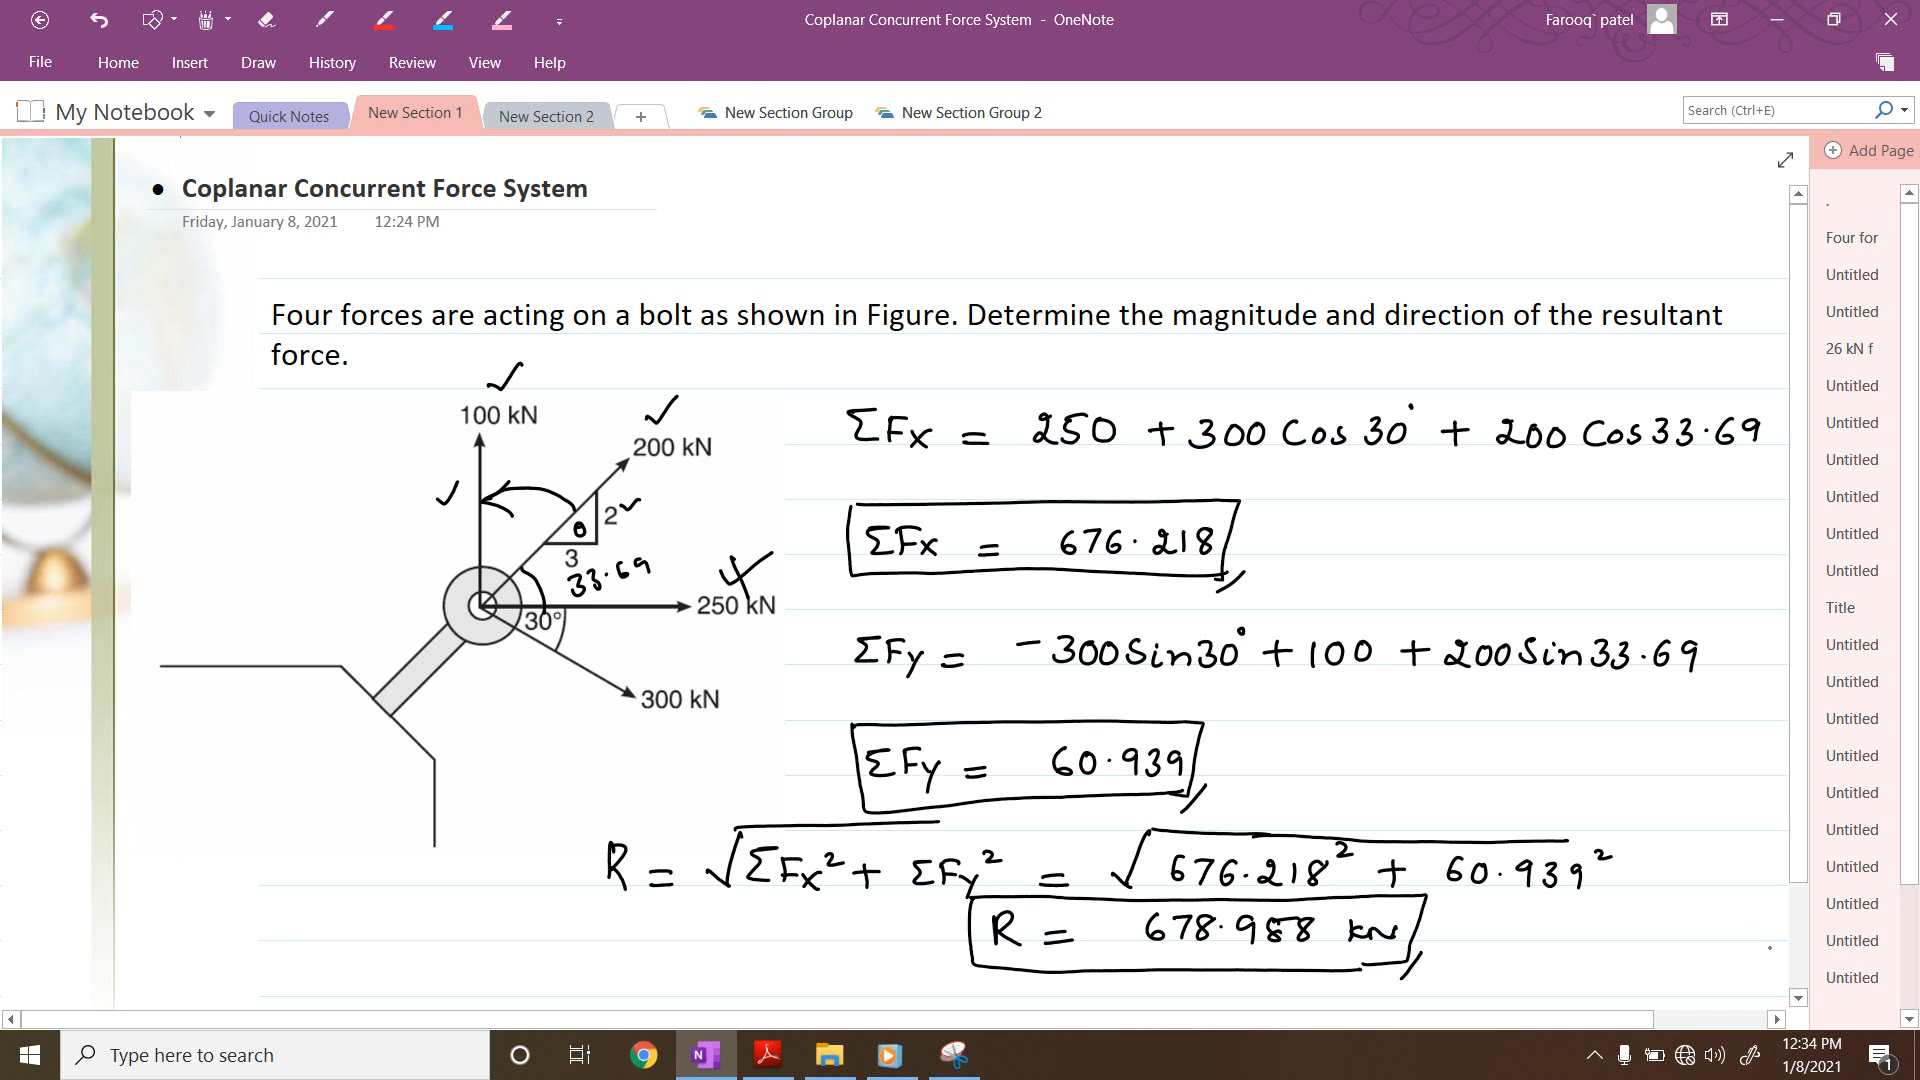 Coplanar Concurrent Force System - OneNote
Farooq` patel
File Home Insert Draw History Review View Help
My Notebook Quick Notes New Section 1 New Section 2 + New Section Group New Section Group 2 Search (Ctrl+E)
Add Page
Coplanar Concurrent Force System
Friday, January 8, 2021 12:24 PM
Four forces are acting on a bolt as shown in Figure. Determine the magnitude and direction of the resultant
force.
100 kN
200 kN
2
θ
3
33.69
250 kN
30°
300 kN
ΣFx = 250 + 300 Cos 30° + 200 Cos 33.69
ΣFx = 676.218
ΣFy = -300 Sin 30° + 100 + 200 Sin 33.69
ΣFy = 60.939
R = √ΣFx² + ΣFy² = √676.218² + 60.939²
R = 678.958 kN
.
Four for
Untitled
Untitled
26 kN f
Untitled
Untitled
Untitled
Untitled
Untitled
Untitled
Title
Untitled
Untitled
Untitled
Untitled
Untitled
Untitled
Untitled
Untitled
Untitled
Untitled
Type here to search
12:34 PM
1/8/2021
1